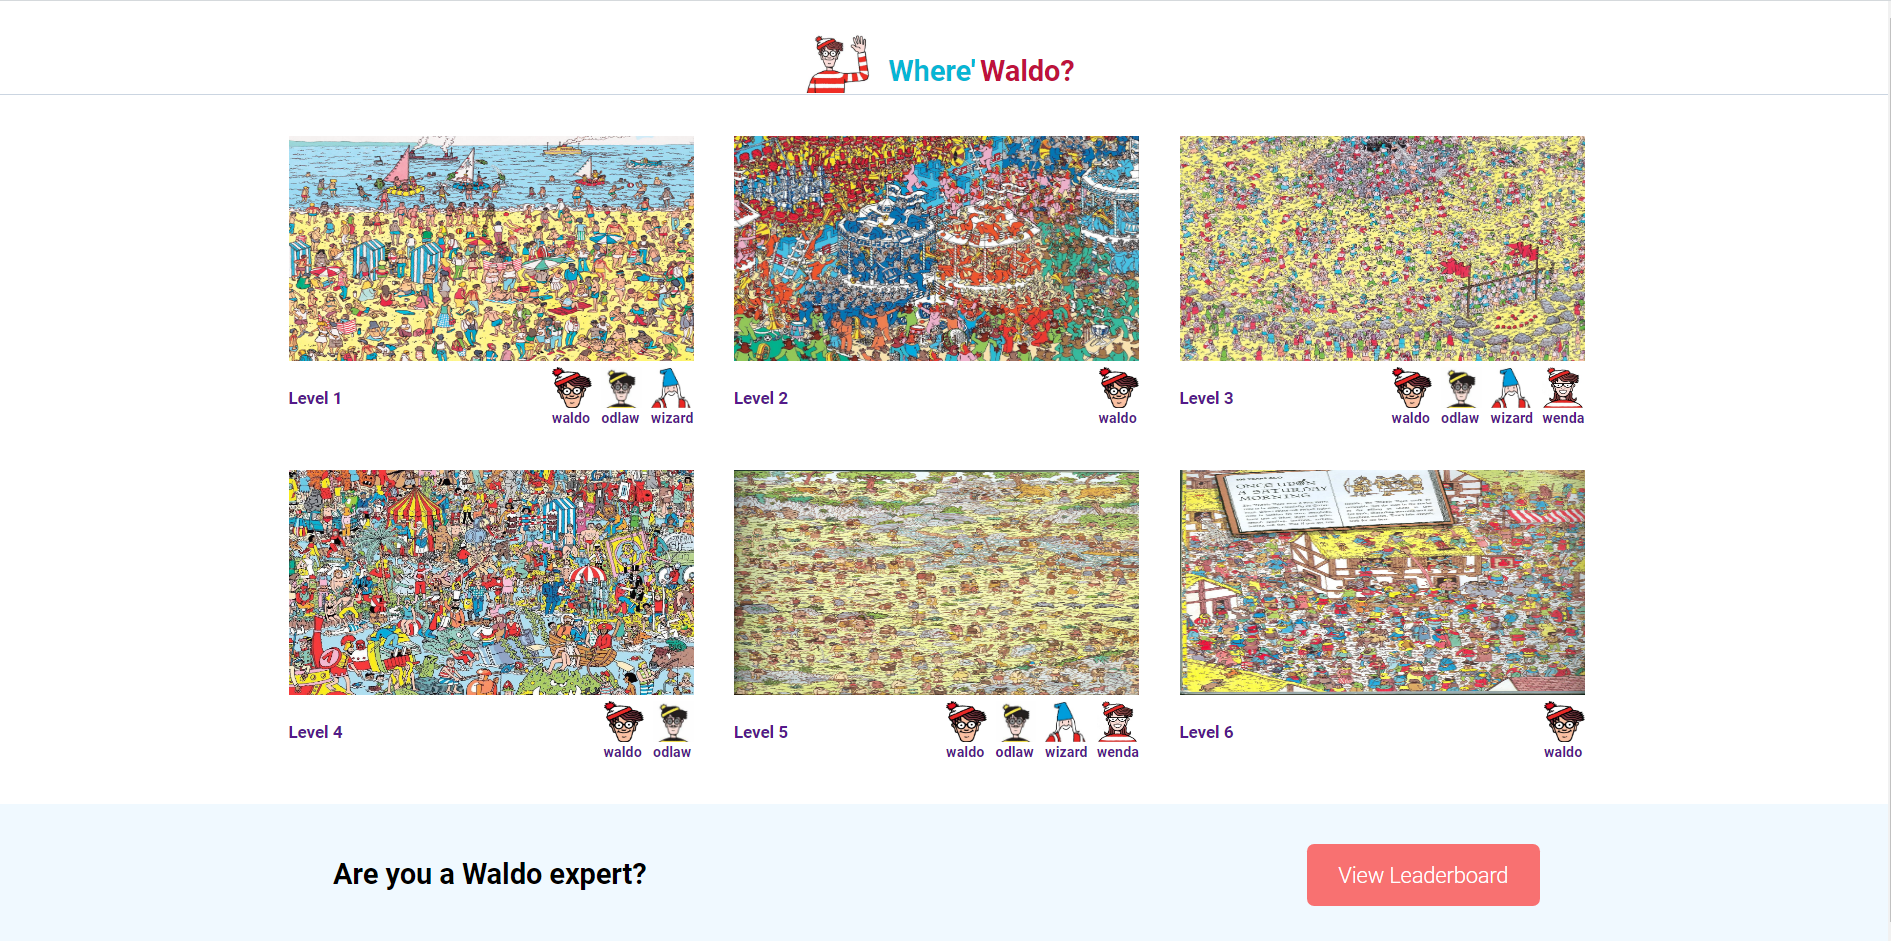 Where' Waldo?
Level 1
waldo odlaw wizard
Level 2
waldo
Level 3
waldo odlaw wizard wenda
ONCE UPON
A SATURDAY
MORNING
Level 4
waldo odlaw
Level 5
waldo odlaw wizard wenda
Level 6
waldo
Are you a Waldo expert?
View Leaderboard